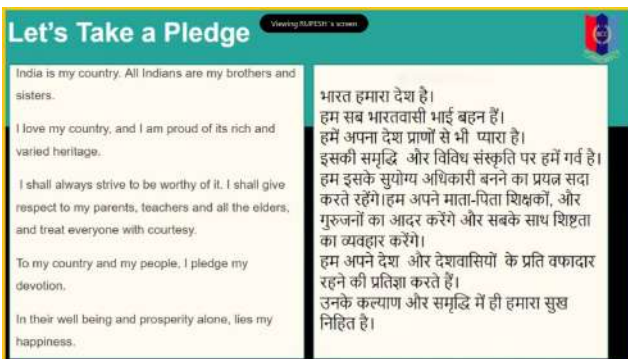 Let's Take a Pledge
Viewing RUPESH 's screen
India is my country. All Indians are my brothers and
sisters.
I love my country, and I am proud of its rich and
varied heritage.
I shall always strive to be worthy of it. I shall give
respect to my parents, teachers and all the elders,
and treat everyone with courtesy.
To my country and my people, I pledge my
devotion.
In their well being and prosperity alone, lies my
happiness.
भारत हमारा देश है।
हम सब भारतवासी भाई बहन हैं।
हमें अपना देश प्राणों से भी प्यारा है।
इसकी समृद्धि और विविध संस्कृति पर हमें गर्व है।
हम इसके सुयोग्य अधिकारी बनने का प्रयत्न सदा
करते रहेंगे।हम अपने माता-पिता शिक्षकों, और
गुरुजनों का आदर करेंगे और सबके साथ शिष्टता
का व्यवहार करेंगे।
हम अपने देश और देशवासियों के प्रति वफादार
रहने की प्रतिज्ञा करते हैं।
उनके कल्याण और समृद्धि में ही हमारा सुख
निहित है।